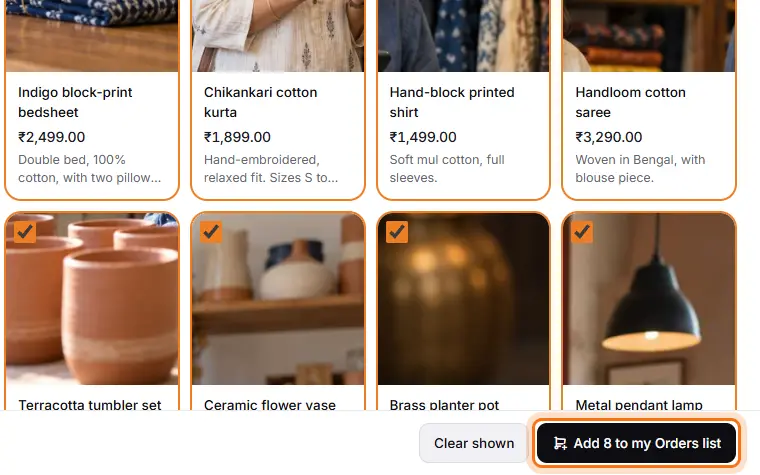 Indigo block-print
bedsheet
₹2,499.00
Double bed, 100%
cotton, with two pillow...
Chikankari cotton
kurta
₹1,899.00
Hand-embroidered,
relaxed fit. Sizes S to...
Hand-block printed
shirt
₹1,499.00
Soft mul cotton, full
sleeves.
Handloom cotton
saree
₹3,290.00
Woven in Bengal, with
blouse piece.
Terracotta tumbler set
Ceramic flower vase
Brass planter pot
Metal pendant lamp
Clear shown
Add 8 to my Orders list